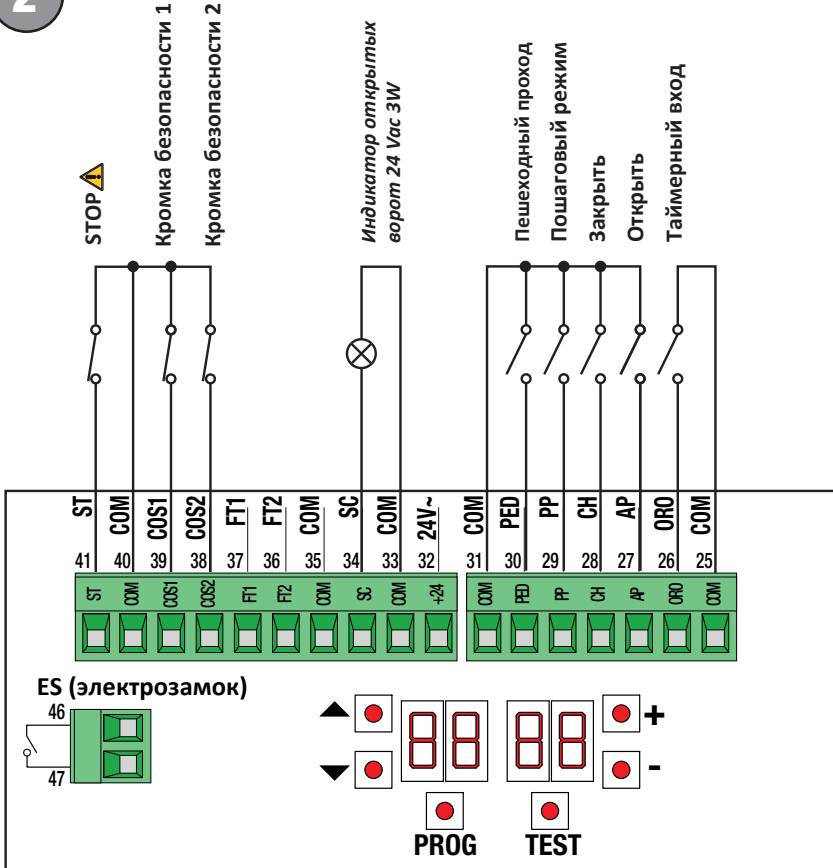 2
STOP
Кромка безопасности 1
Кромка безопасности 2
Индикатор открытых
ворот 24 Vac 3W
Пешеходный проход
Пошаговый режим
Закрыть
Открыть
Таймерный вход
ST
COM
COS1
COS2
FT1
FT2
COM
SC
COM
24V~
COM
PED
PP
CH
AP
ORO
COM
41 40 39 38 37 36 35 34 33 32 31 30 29 28 27 26 25
ST COM COS1 COS2 FT1 FT2 COM SC COM +24 COM PED PP CH AP ORO COM
ES (электрозамок)
46
47
+
-
PROG TEST